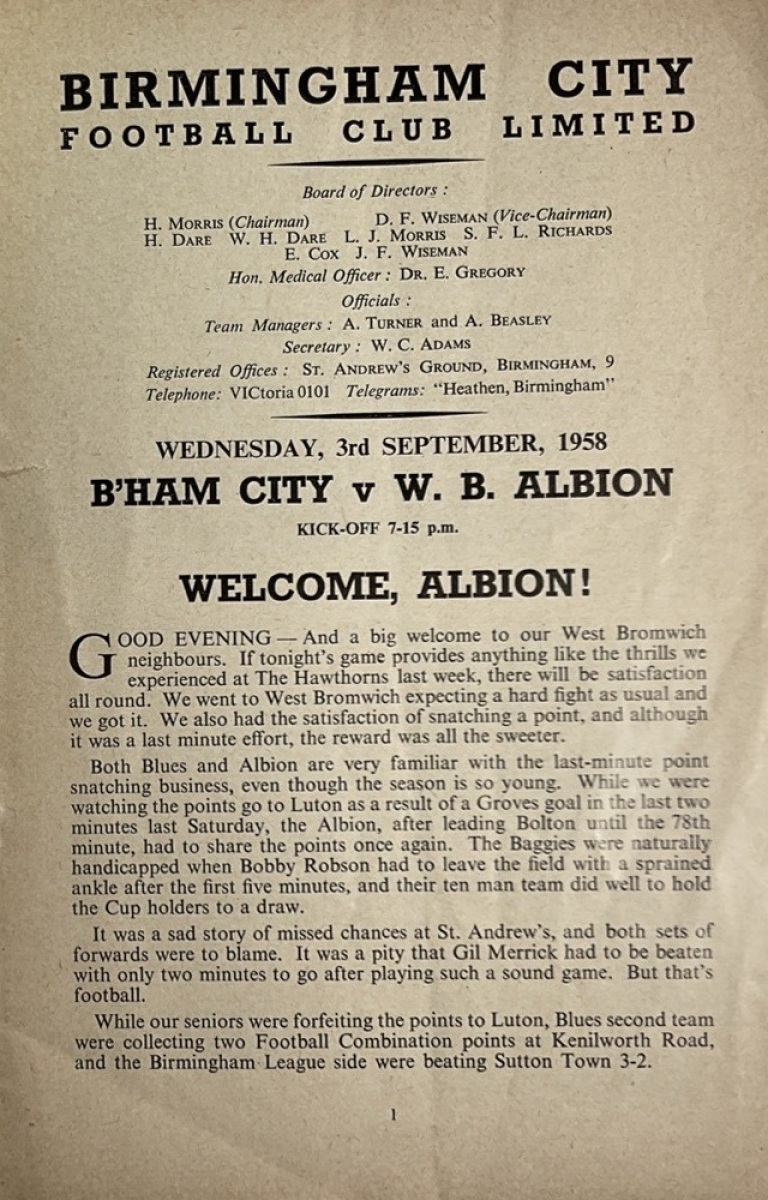 BIRMINGHAM CITY
FOOTBALL CLUB LIMITED
Board of Directors :
H. MORRIS (Chairman) D. F. WISEMAN (Vice-Chairman)
H. DARE W. H. DARE L. J. MORRIS S. F. L. RICHARDS
E. COX J. F. WISEMAN
Hon. Medical Officer : DR. E. GREGORY
Officials :
Team Managers : A. TURNER and A. BEASLEY
Secretary : W. C. ADAMS
Registered Offices : ST. ANDREW'S GROUND, BIRMINGHAM, 9
Telephone: VICtoria 0101 Telegrams: "Heathen, Birmingham"
WEDNESDAY, 3rd SEPTEMBER, 1958
B'HAM CITY v W. B. ALBION
KICK-OFF 7-15 p.m.
WELCOME, ALBION!
GOOD EVENING — And a big welcome to our West Bromwich
neighbours. If tonight's game provides anything like the thrills we
experienced at The Hawthorns last week, there will be satisfaction
all round. We went to West Bromwich expecting a hard fight as usual and
we got it. We also had the satisfaction of snatching a point, and although
it was a last minute effort, the reward was all the sweeter.
Both Blues and Albion are very familiar with the last-minute point
snatching business, even though the season is so young. While we were
watching the points go to Luton as a result of a Groves goal in the last two
minutes last Saturday, the Albion, after leading Bolton until the 78th
minute, had to share the points once again. The Baggies were naturally
handicapped when Bobby Robson had to leave the field with a sprained
ankle after the first five minutes, and their ten man team did well to hold
the Cup holders to a draw.
It was a sad story of missed chances at St. Andrew's, and both sets of
forwards were to blame. It was a pity that Gil Merrick had to be beaten
with only two minutes to go after playing such a sound game. But that's
football.
While our seniors were forfeiting the points to Luton, Blues second team
were collecting two Football Combination points at Kenilworth Road,
and the Birmingham League side were beating Sutton Town 3-2.
1